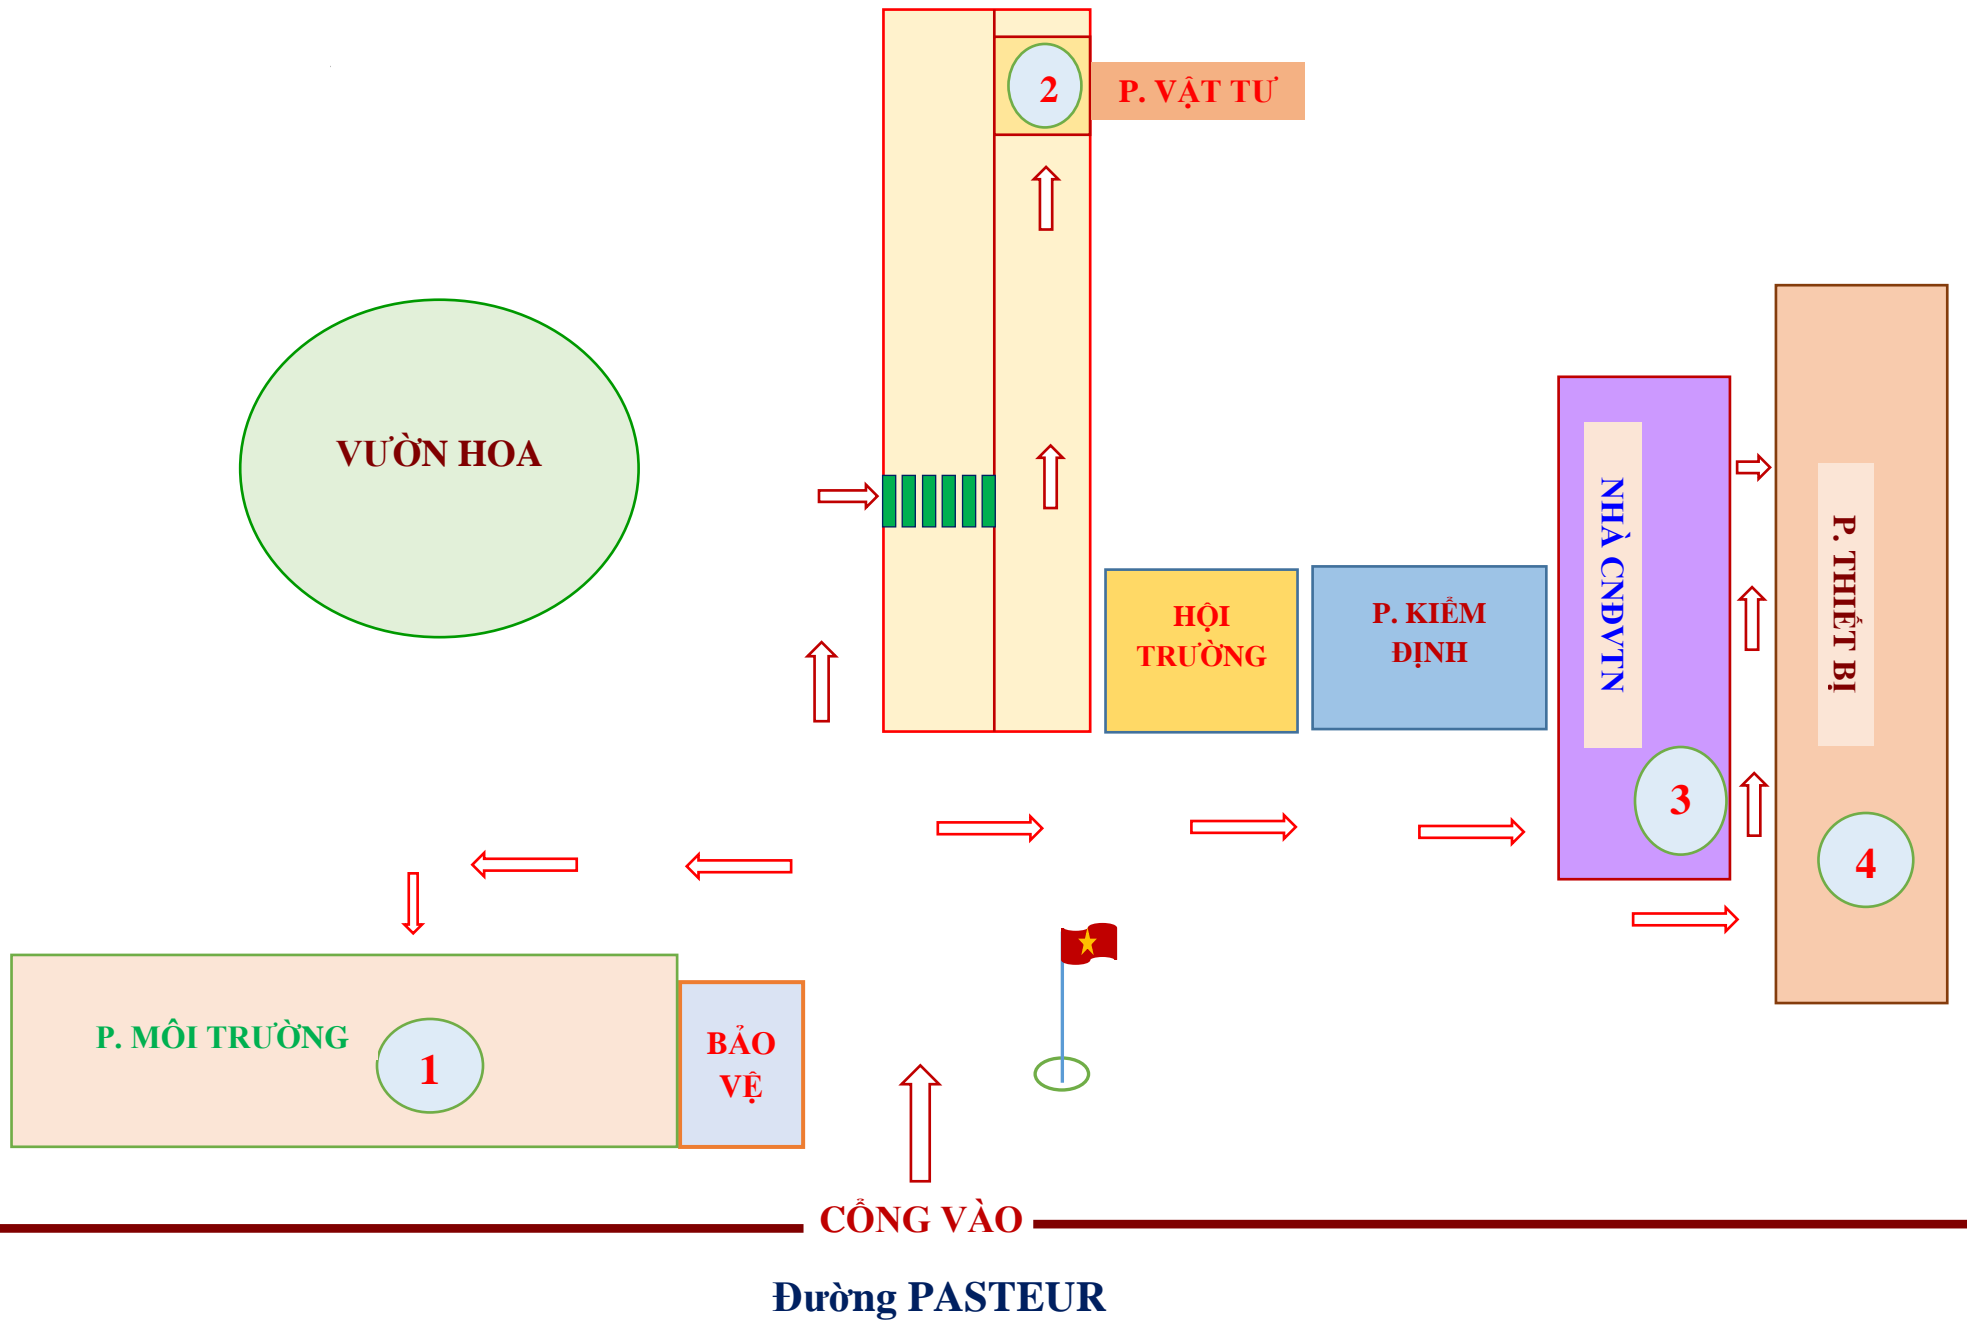 2
P. VẬT TƯ
VƯỜN HOA
NHÀ CNĐVTN
P. THIẾT BỊ
HỘI
TRƯỜNG
P. KIỂM
ĐỊNH
3
4
P. MÔI TRƯỜNG
1
BẢO
VỆ
CỔNG VÀO
Đường PASTEUR